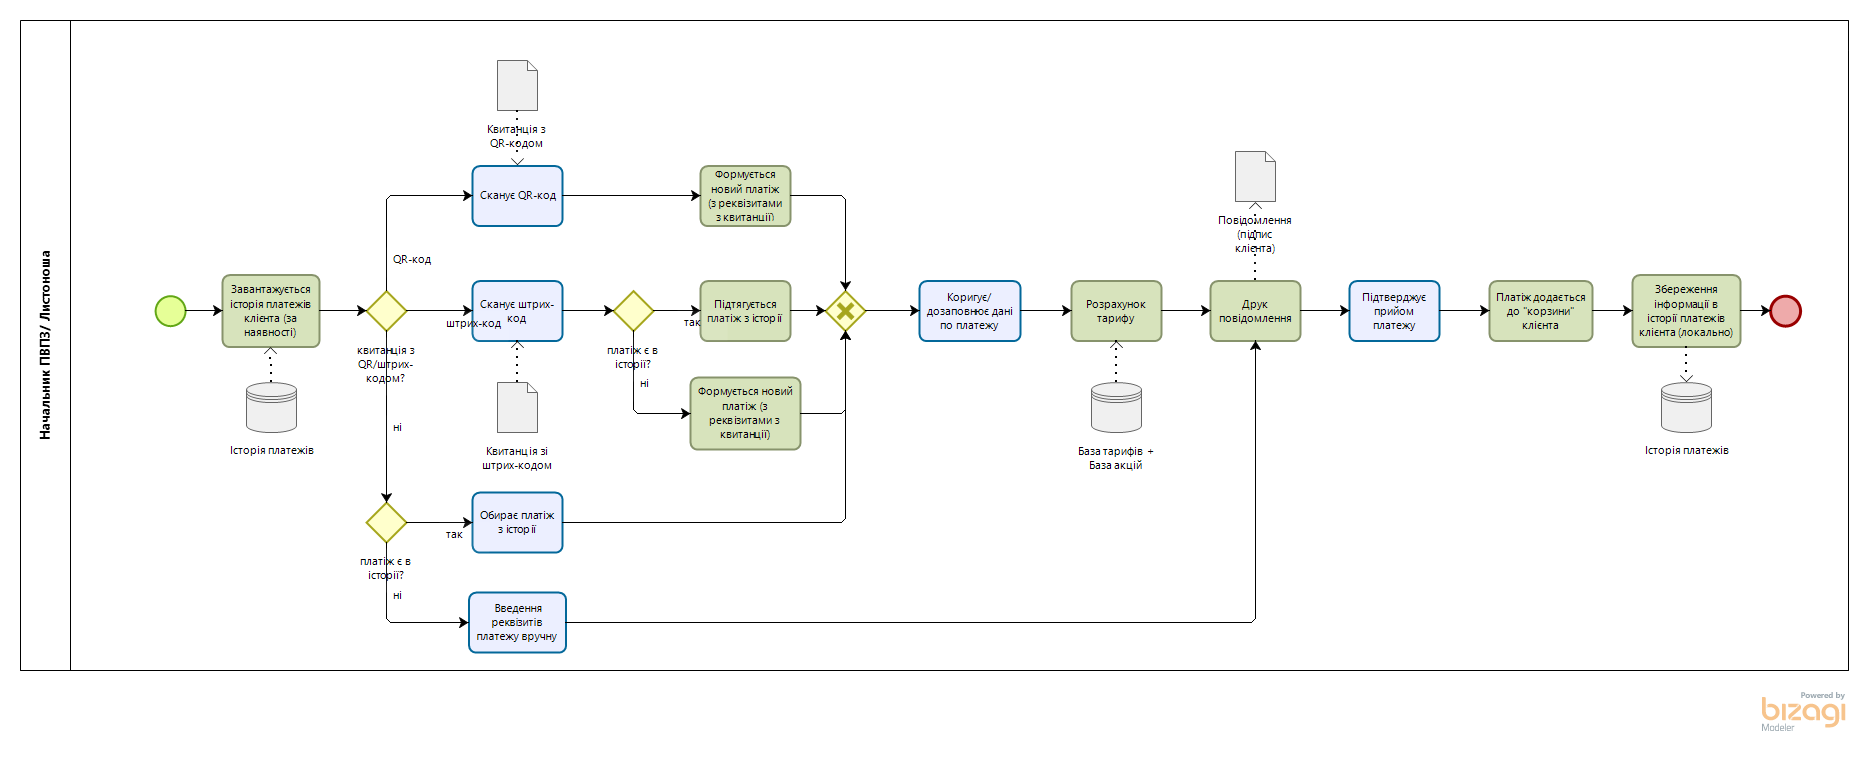 Начальник ПВПЗ/ Листоноша
Завантажується
історія платежів
клієнта (за
наявності)
Історія платежів
QR-код
штрих-код
квитанція з
QR/штрих-
кодом?
ні
платіж є в
історії?
так
ні
Квитанція з
QR-кодом
Сканує QR-код
Формується
новий платіж
(з реквізитами
з квитанції)
Сканує штрих-
код
Квитанція зі
штрих-кодом
платіж є в
історії?
так
ні
Підтягується
платіж з історії
Формується новий
платіж (з
реквізитами з
квитанції)
Обирає платіж
з історії
Введення
реквізитів
платежу вручну
Коригує/
дозаповнює дані
по платежу
Розрахунок
тарифу
База тарифів +
База акцій
Повідомлення
(підпис
клієнта)
Друк
повідомлення
Підтверджує
прийом
платежу
Платіж додається
до "корзини"
клієнта
Збереження
інформації в
історії платежів
клієнта (локально)
Історія платежів
Powered by
bizagi
Modeler